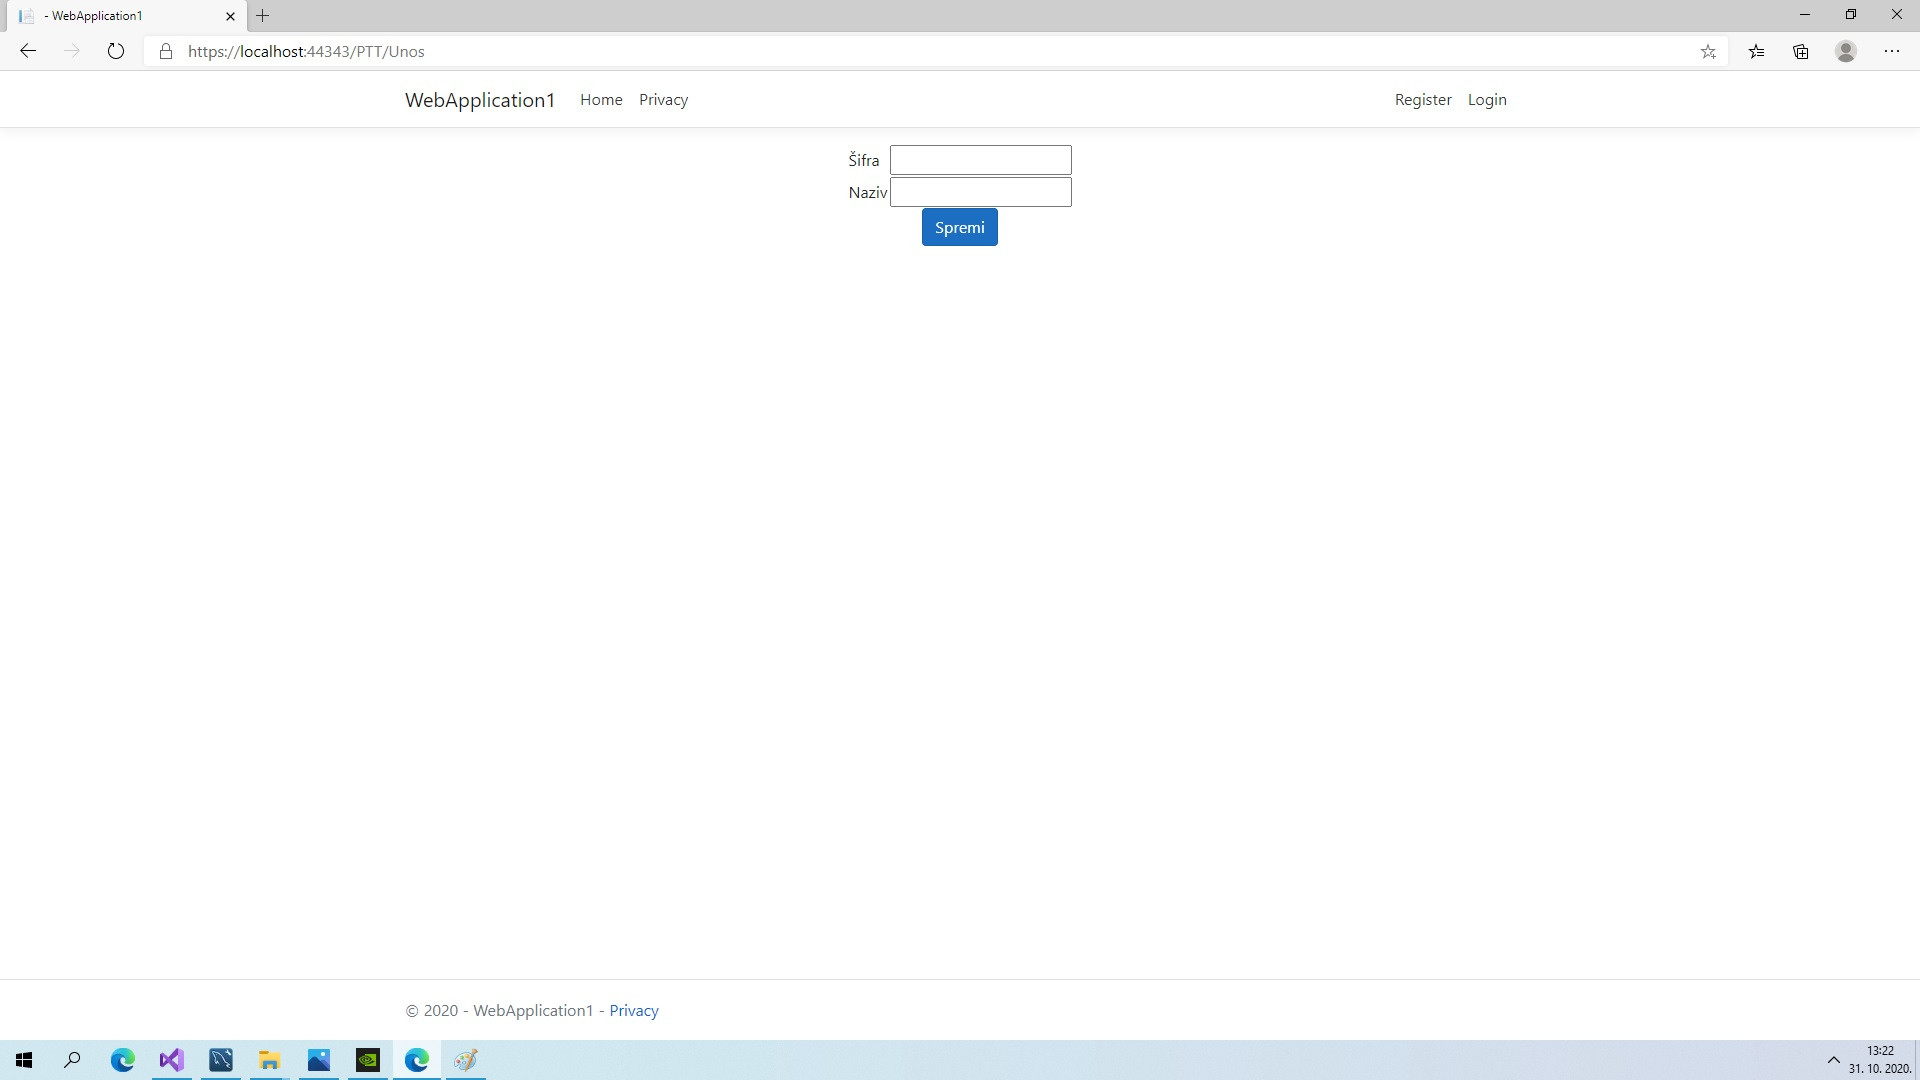 - WebApplication1
https://localhost:44343/PTT/Unos
WebApplication1 Home Privacy Register Login
Šifra
Naziv
Spremi
© 2020 - WebApplication1 - Privacy
13:22
31. 10. 2020.